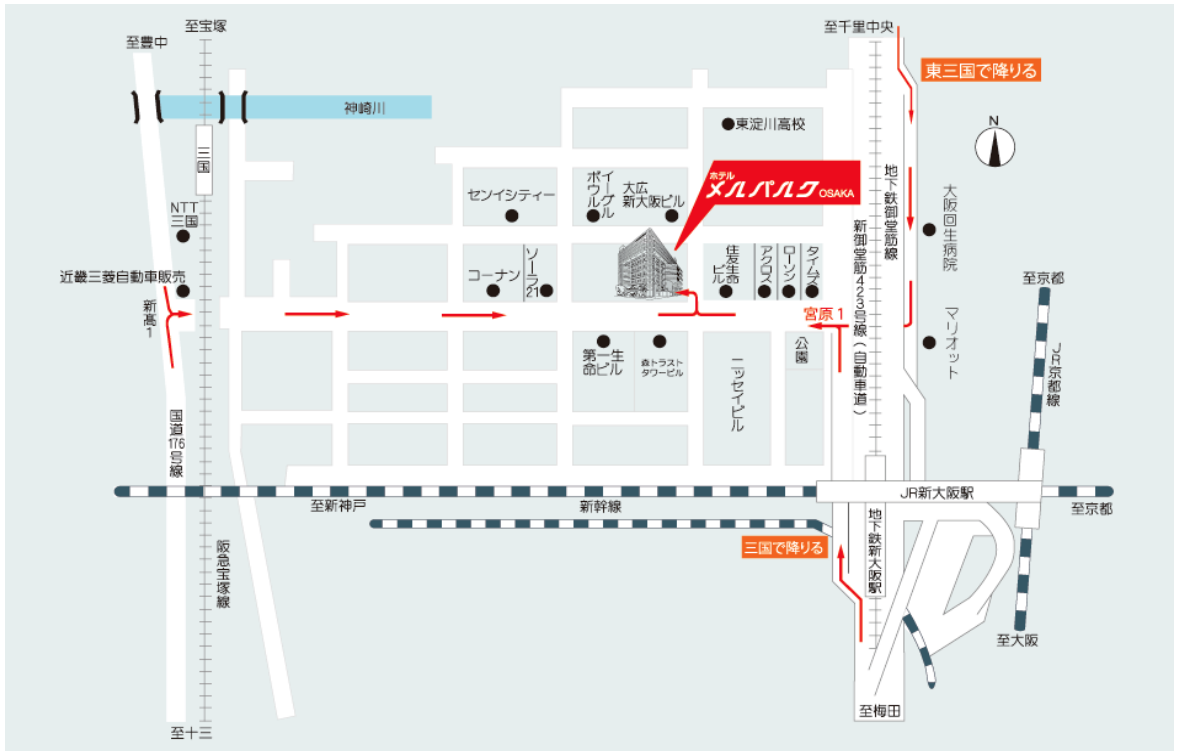 至宝塚
至豊中
至千里中央
東三国で降りる
神崎川
N
三国
東淀川高校
ホテル
メルパルク OSAKA
地下鉄御堂筋線
センイシティー
イーグル
ボウル
大広
新大阪ビル
大阪回生病院
NTT
三国
新御堂筋423号線(自動車道)
近畿三菱自動車販売
コーナン
ソーラ21
住友生命
ビル
アクロス
ローソン
タイムズ
至京都
新高1
宮原1
マリオット
JR京都線
第一生
命ビル
森トラスト
タワービル
ニッセイビル
公園
国道176号線
至新神戸
新幹線
JR新大阪駅
至京都
阪急宝塚線
三国で降りる
地下鉄新大阪駅
至大阪
至梅田
至十三